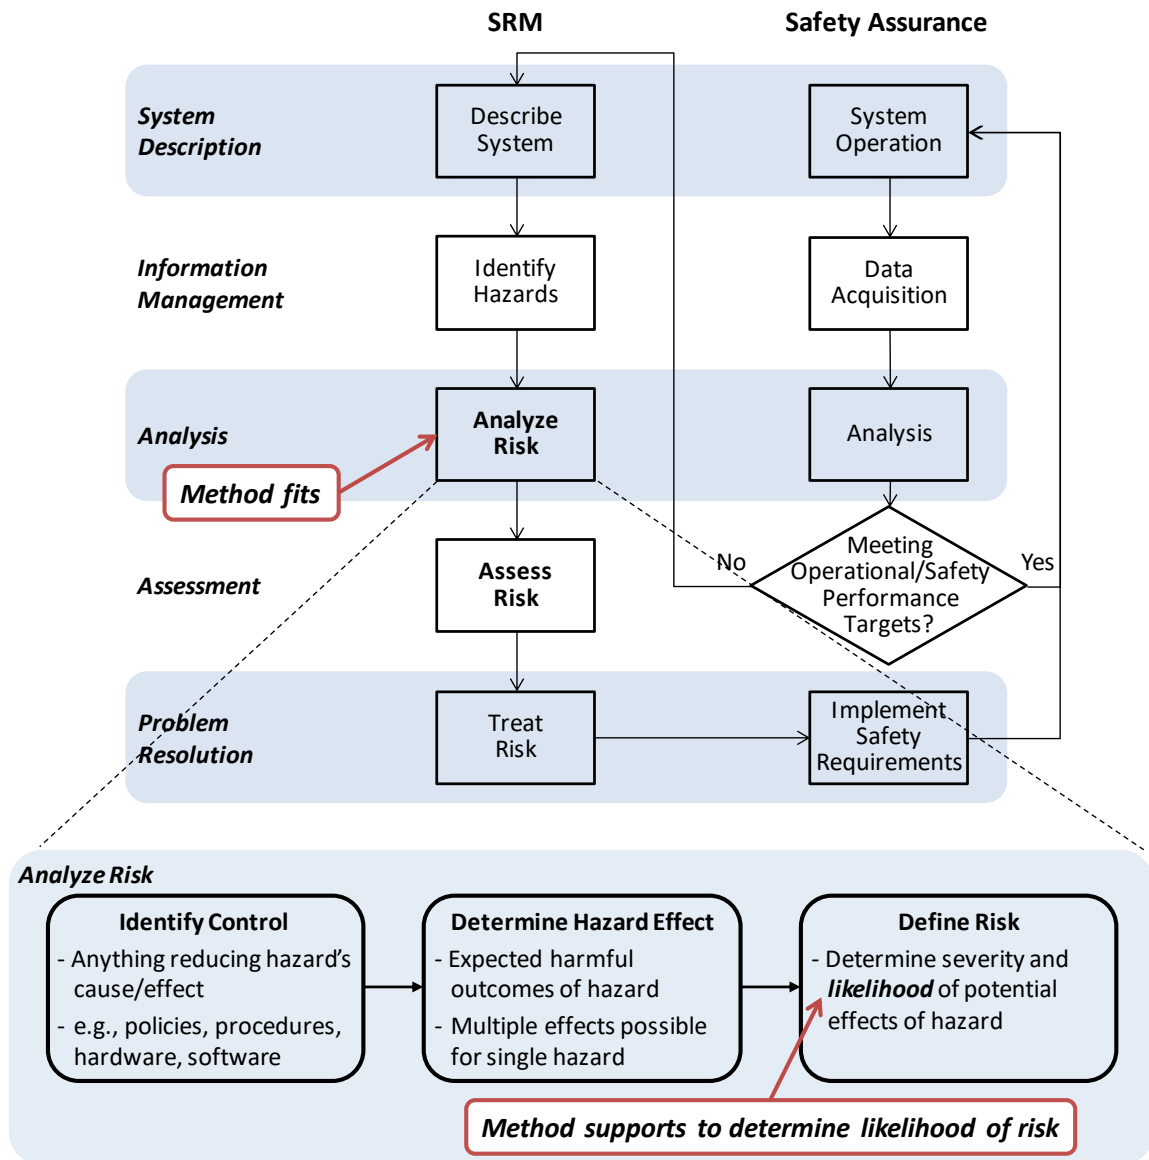 SRM
Safety Assurance
System
Description
Describe
System
System
Operation
Information
Management
Identify
Hazards
Data
Acquisition
Analysis
Analyze
Risk
Analysis
Method fits
Assessment
Assess
Risk
No
Meeting
Operational/Safety
Performance
Targets?
Yes
Problem
Resolution
Treat
Risk
Implement
Safety
Requirements
Analyze Risk
Identify Control
- Anything reducing hazard's
cause/effect
- e.g., policies, procedures,
hardware, software
Determine Hazard Effect
- Expected harmful
outcomes of hazard
- Multiple effects possible
for single hazard
Define Risk
- Determine severity and
likelihood of potential
effects of hazard
Method supports to determine likelihood of risk